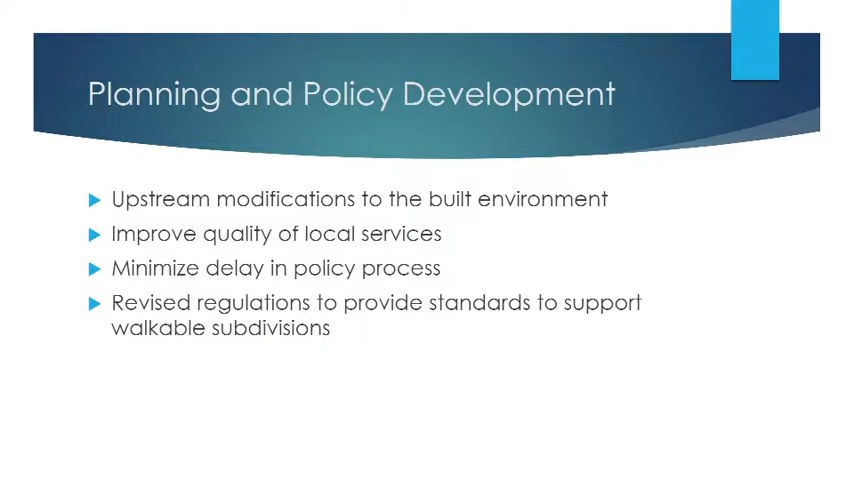 Planning and Policy Development
Upstream modifications to the built environment
Improve quality of local services
Minimize delay in policy process
Revised regulations to provide standards to support
walkable subdivisions